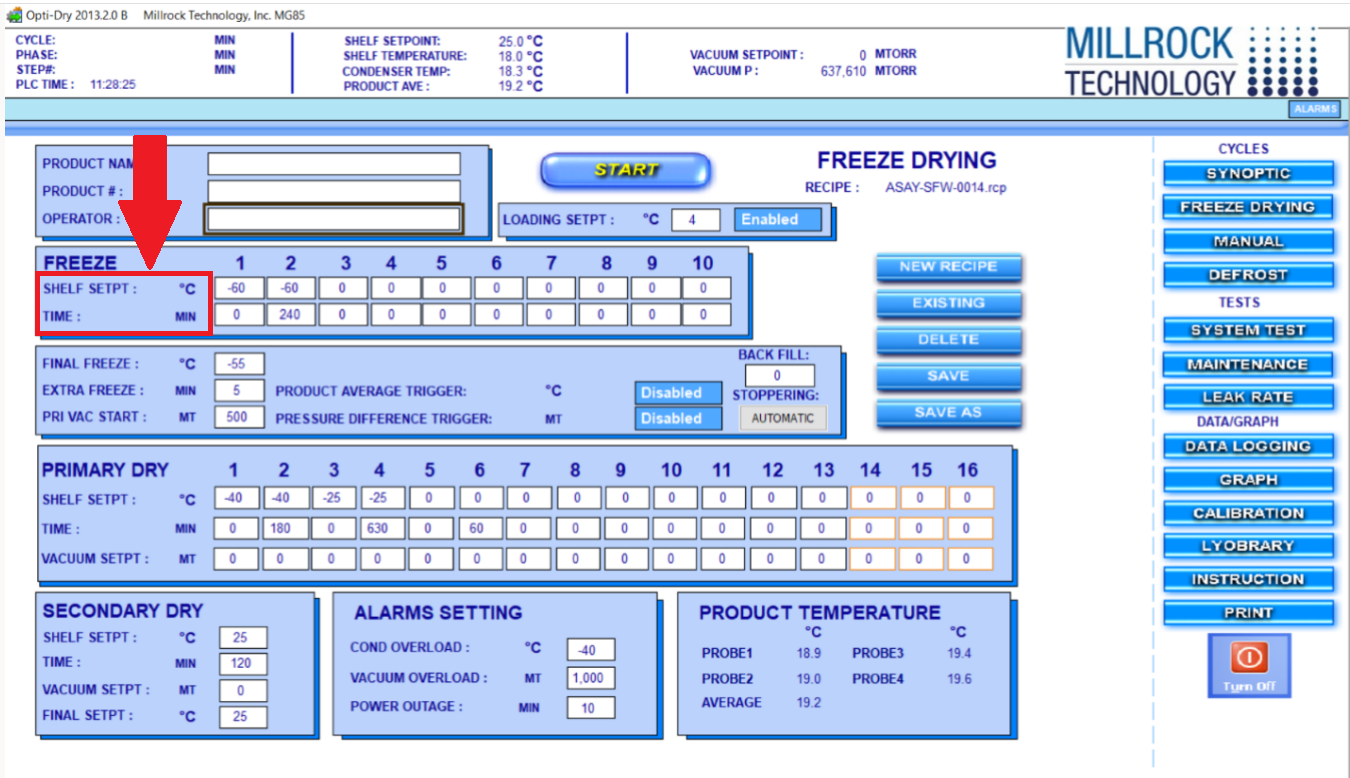 Opti-Dry 2013.2.0 B Millrock Technology, Inc. MG85
CYCLE: MIN SHELF SETPOINT: 25.0 °C
PHASE: MIN SHELF TEMPERATURE: 18.0 °C VACUUM SETPOINT : 0 MTORR
STEP#: MIN CONDENSER TEMP: 18.3 °C VACUUM P : 637,610 MTORR
PLC TIME : 11:28:25 PRODUCT AVE : 19.2 °C
MILLROCK
TECHNOLOGY
ALARMS
PRODUCT NAM
PRODUCT # :
OPERATOR :
START
FREEZE DRYING
RECIPE : ASAY-SFW-0014.rcp
LOADING SETPT : °C 4 Enabled
FREEZE 1 2 3 4 5 6 7 8 9 10
SHELF SETPT : °C -60 -60 0 0 0 0 0 0 0 0
TIME : MIN 0 240 0 0 0 0 0 0 0 0
NEW RECIPE
EXISTING
DELETE
SAVE
SAVE AS
FINAL FREEZE : °C -55
EXTRA FREEZE : MIN 5 PRODUCT AVERAGE TRIGGER: °C Disabled
PRI VAC START : MT 500 PRESSURE DIFFERENCE TRIGGER: MT Disabled
BACK FILL:
0
STOPPERING:
AUTOMATIC
PRIMARY DRY 1 2 3 4 5 6 7 8 9 10 11 12 13 14 15 16
SHELF SETPT : °C -40 -40 -25 -25 0 0 0 0 0 0 0 0 0 0 0 0
TIME : MIN 0 180 0 630 0 60 0 0 0 0 0 0 0 0 0 0
VACUUM SETPT : MT 0 0 0 0 0 0 0 0 0 0 0 0 0 0 0 0
SECONDARY DRY
SHELF SETPT : °C 25
TIME : MIN 120
VACUUM SETPT : MT 0
FINAL SETPT : °C 25
ALARMS SETTING
COND OVERLOAD : °C -40
VACUUM OVERLOAD : MT 1,000
POWER OUTAGE : MIN 10
PRODUCT TEMPERATURE
°C °C
PROBE1 18.9 PROBE3 19.4
PROBE2 19.0 PROBE4 19.6
AVERAGE 19.2
CYCLES
SYNOPTIC
FREEZE DRYING
MANUAL
DEFROST
TESTS
SYSTEM TEST
MAINTENANCE
LEAK RATE
DATA/GRAPH
DATA LOGGING
GRAPH
CALIBRATION
LYOBRARY
INSTRUCTION
PRINT
Turn Off